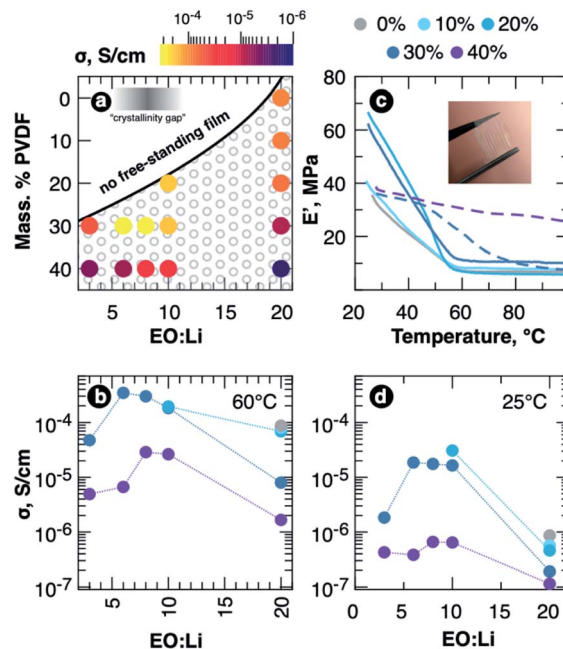 10⁻⁴ 10⁻⁵ 10⁻⁶
σ, S/cm
0% 10% 20%
30% 40%
a
"crystallinity gap"
no free-standing film
Mass. % PVDF
0
10
20
30
40
5 10 15 20
EO:Li
c
E', MPa
80
60
40
20
20 40 60 80
Temperature, °C
b
60°C
σ, S/cm
10⁻⁴
10⁻⁵
10⁻⁶
10⁻⁷
5 10 15 20
EO:Li
d
25°C
10⁻⁴
10⁻⁵
10⁻⁶
10⁻⁷
0 5 10 15 20
EO:Li